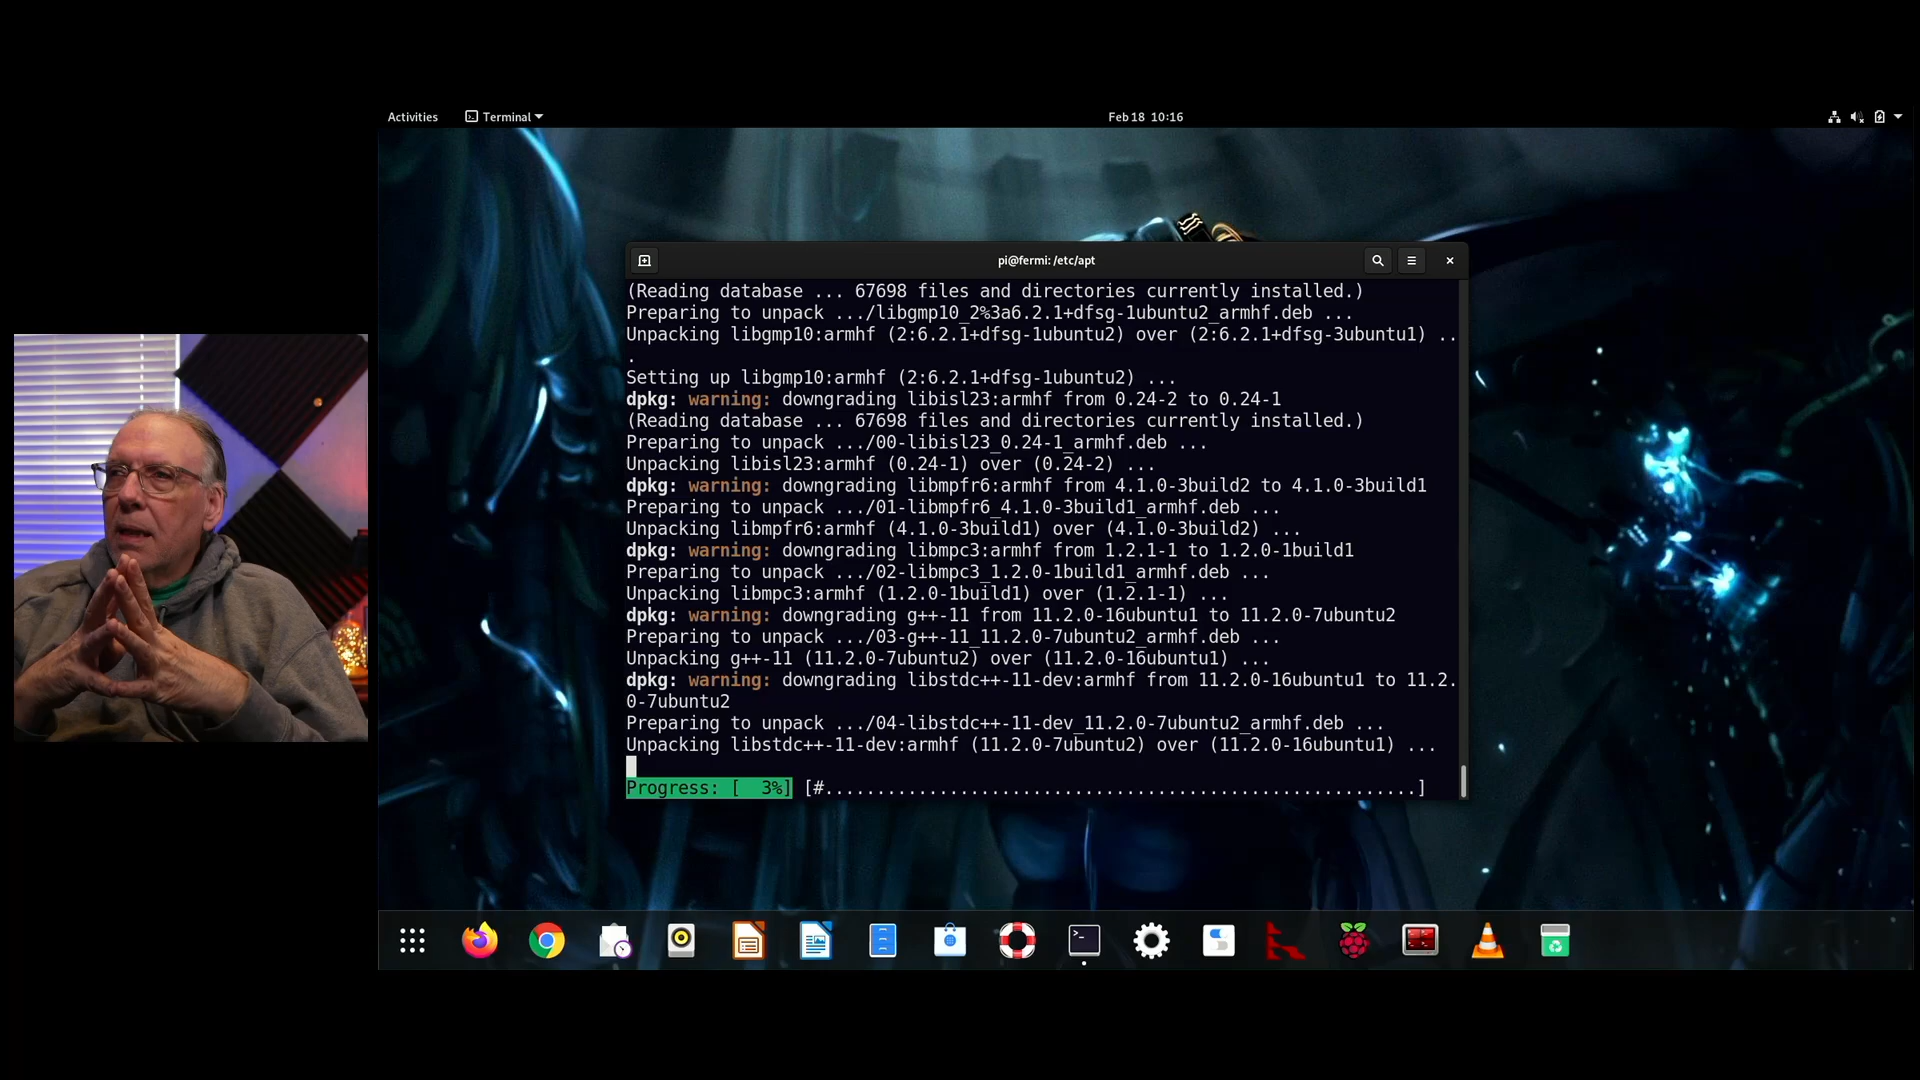 Activities Terminal Feb 18 10:16
pi@fermi: /etc/apt
(Reading database ... 67698 files and directories currently installed.)
Preparing to unpack .../libgmp10_2%3a6.2.1+dfsg-1ubuntu2_armhf.deb ...
Unpacking libgmp10:armhf (2:6.2.1+dfsg-1ubuntu2) over (2:6.2.1+dfsg-3ubuntu1) ..
.
Setting up libgmp10:armhf (2:6.2.1+dfsg-1ubuntu2) ...
dpkg: warning: downgrading libisl23:armhf from 0.24-2 to 0.24-1
(Reading database ... 67698 files and directories currently installed.)
Preparing to unpack .../00-libisl23_0.24-1_armhf.deb ...
Unpacking libisl23:armhf (0.24-1) over (0.24-2) ...
dpkg: warning: downgrading libmpfr6:armhf from 4.1.0-3build2 to 4.1.0-3build1
Preparing to unpack .../01-libmpfr6_4.1.0-3build1_armhf.deb ...
Unpacking libmpfr6:armhf (4.1.0-3build1) over (4.1.0-3build2) ...
dpkg: warning: downgrading libmpc3:armhf from 1.2.1-1 to 1.2.0-1build1
Preparing to unpack .../02-libmpc3_1.2.0-1build1_armhf.deb ...
Unpacking libmpc3:armhf (1.2.0-1build1) over (1.2.1-1) ...
dpkg: warning: downgrading g++-11 from 11.2.0-16ubuntu1 to 11.2.0-7ubuntu2
Preparing to unpack .../03-g++-11_11.2.0-7ubuntu2_armhf.deb ...
Unpacking g++-11 (11.2.0-7ubuntu2) over (11.2.0-16ubuntu1) ...
dpkg: warning: downgrading libstdc++-11-dev:armhf from 11.2.0-16ubuntu1 to 11.2.
0-7ubuntu2
Preparing to unpack .../04-libstdc++-11-dev_11.2.0-7ubuntu2_armhf.deb ...
Unpacking libstdc++-11-dev:armhf (11.2.0-7ubuntu2) over (11.2.0-16ubuntu1) ...
Progress: [  3%] [#.........................................................]